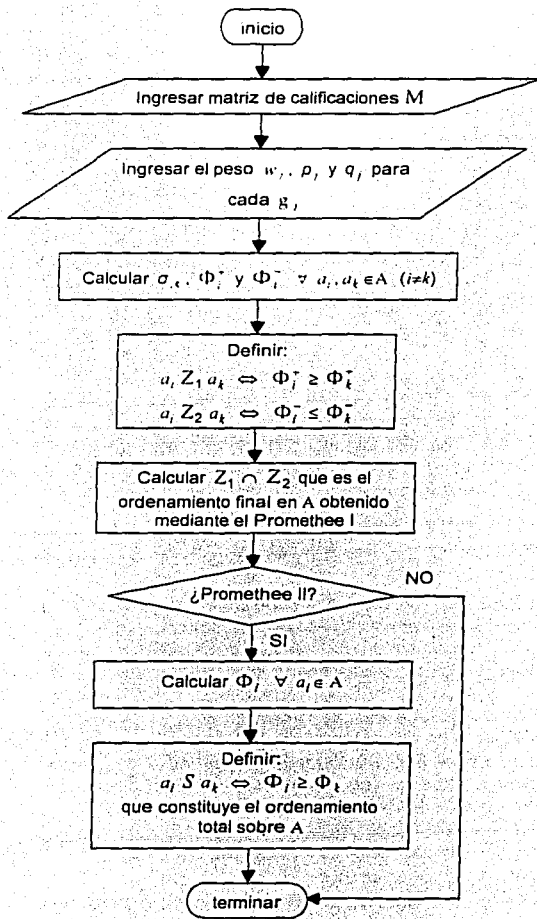 inicio
Ingresar matriz de calificaciones M
Ingresar el peso w_j, p_j y q_j para
cada g_j
Calcular σ_ik, Φ_i^+ y Φ_i^- ∀ a_i, a_k ∈ A (i≠k)
Definir:
a_i Z_1 a_k ⇔ Φ_i^+ ≥ Φ_k^+
a_i Z_2 a_k ⇔ Φ_i^- ≤ Φ_k^-
Calcular Z_1 ∩ Z_2 que es el
ordenamiento final en A obtenido
mediante el Promethee I
¿Promethee II?
NO
SI
Calcular Φ_i ∀ a_i ∈ A
Definir:
a_i S a_k ⇔ Φ_i ≥ Φ_k
que constituye el ordenamiento
total sobre A
terminar